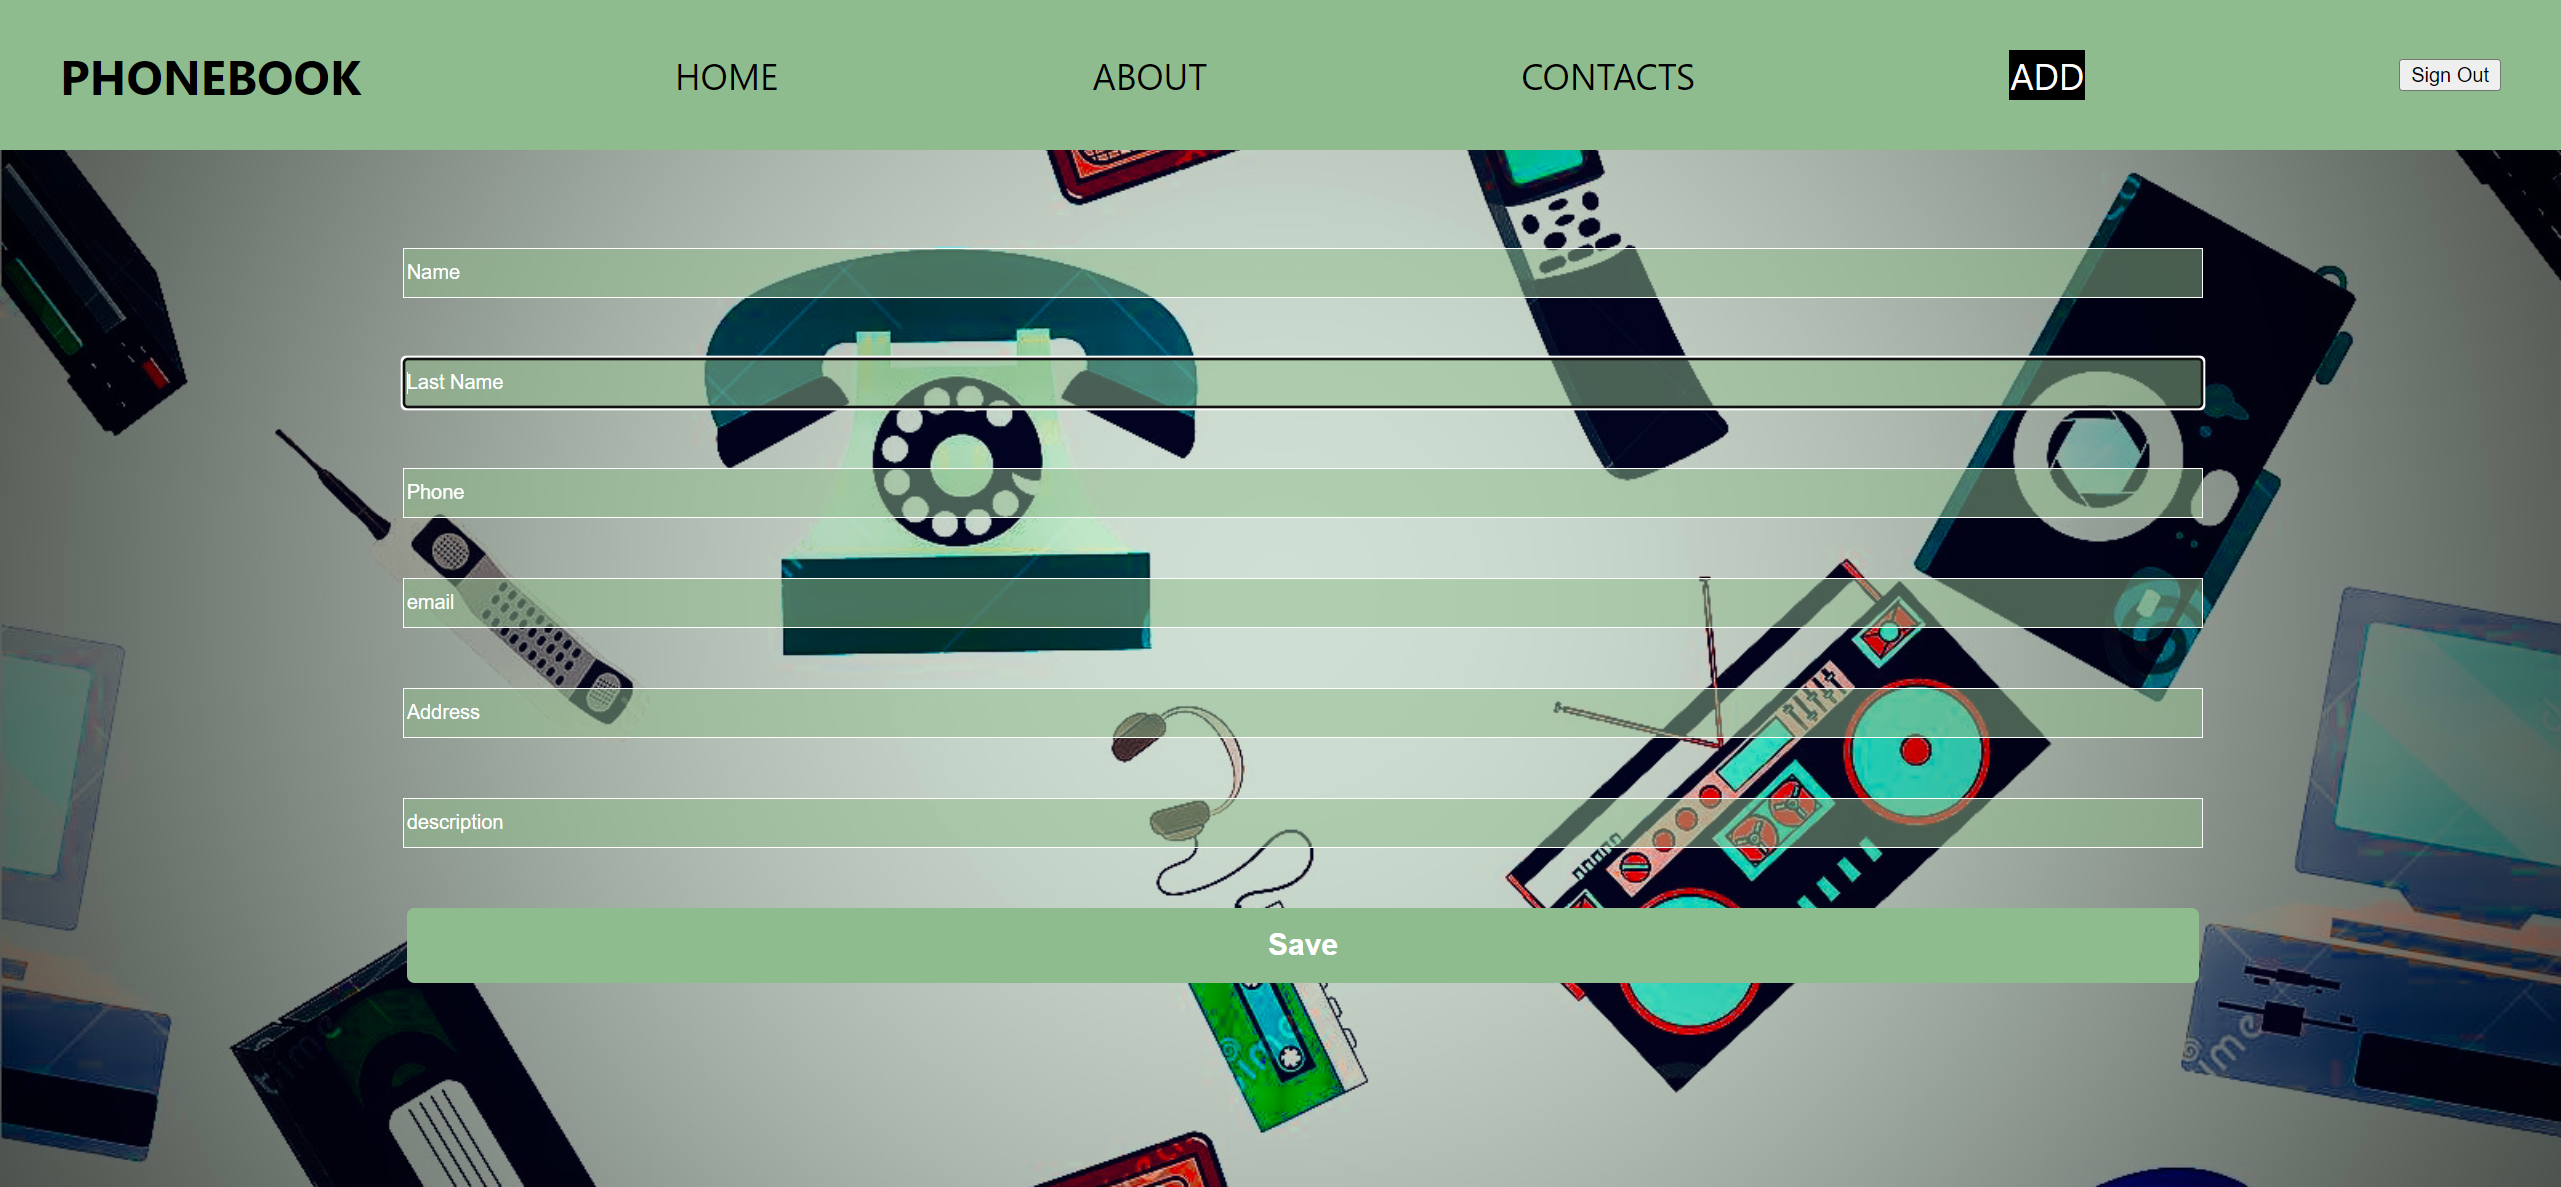 PHONEBOOK HOME ABOUT CONTACTS ADD Sign Out
Name
Last Name
Phone
email
Address
description
Save